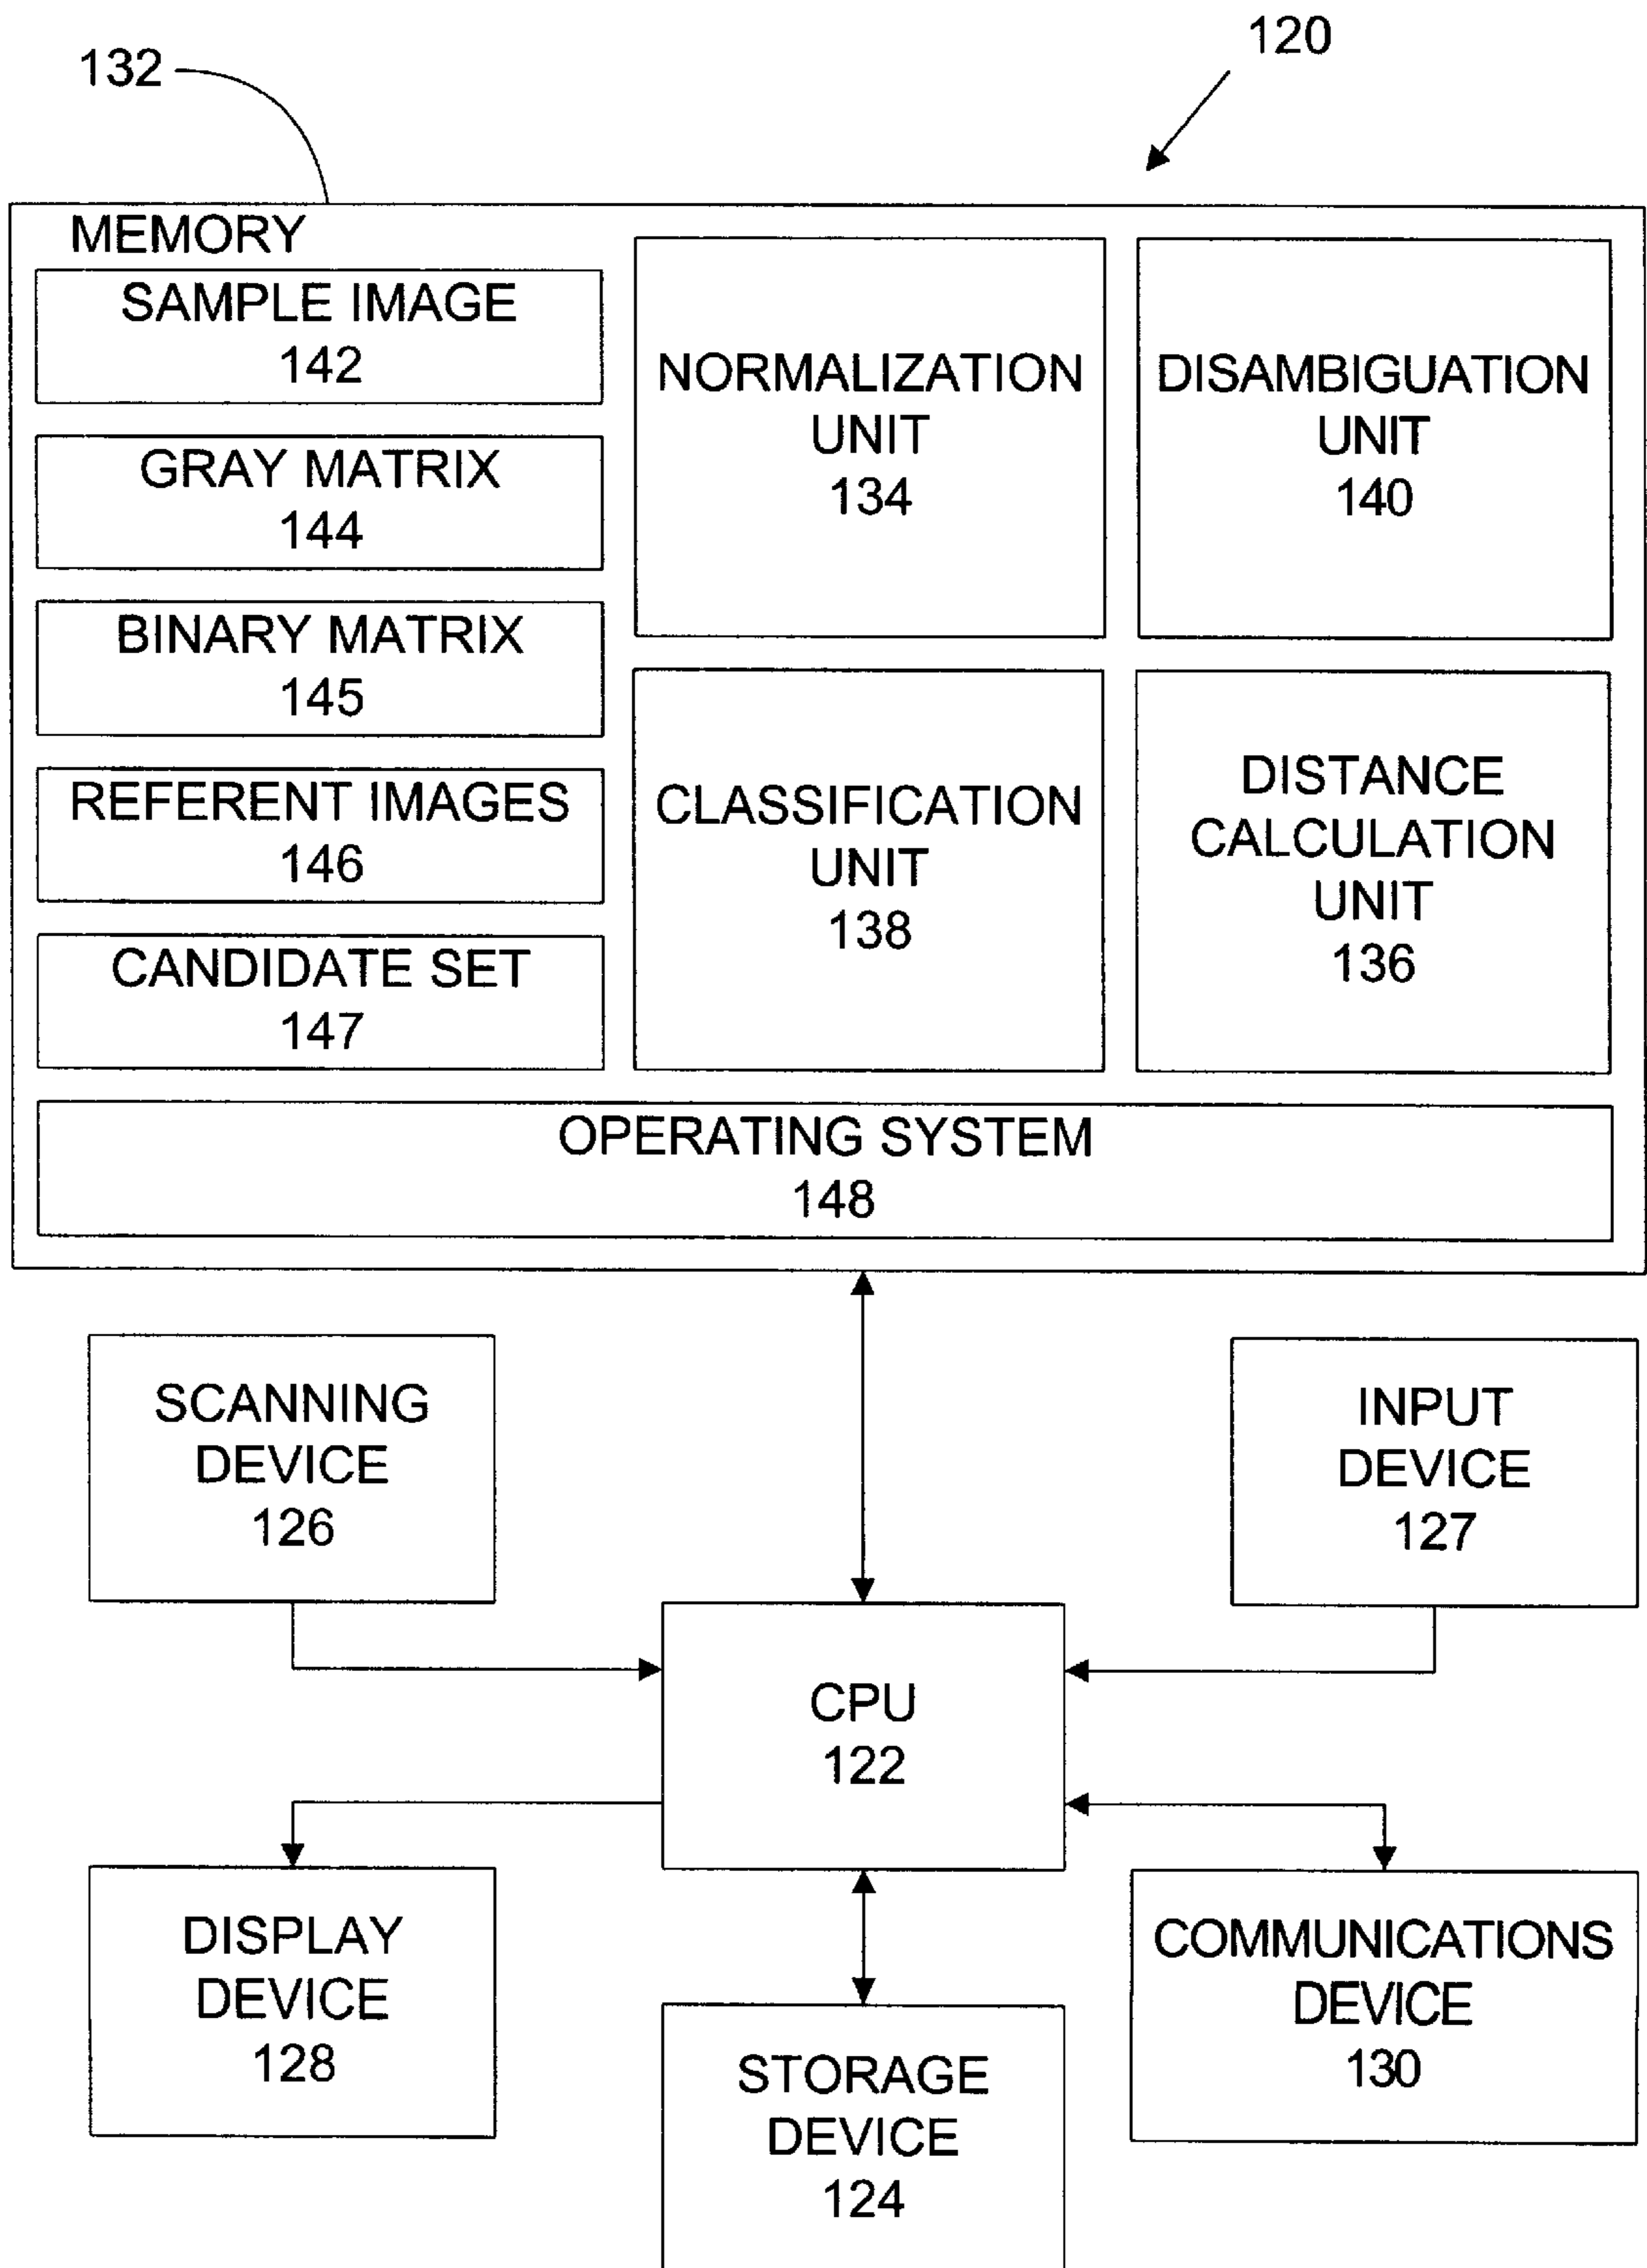 120
132
MEMORY
SAMPLE IMAGE
142
GRAY MATRIX
144
BINARY MATRIX
145
REFERENT IMAGES
146
CANDIDATE SET
147
NORMALIZATION
UNIT
134
DISAMBIGUATION
UNIT
140
CLASSIFICATION
UNIT
138
DISTANCE
CALCULATION
UNIT
136
OPERATING SYSTEM
148
SCANNING
DEVICE
126
INPUT
DEVICE
127
CPU
122
DISPLAY
DEVICE
128
STORAGE
DEVICE
124
COMMUNICATIONS
DEVICE
130